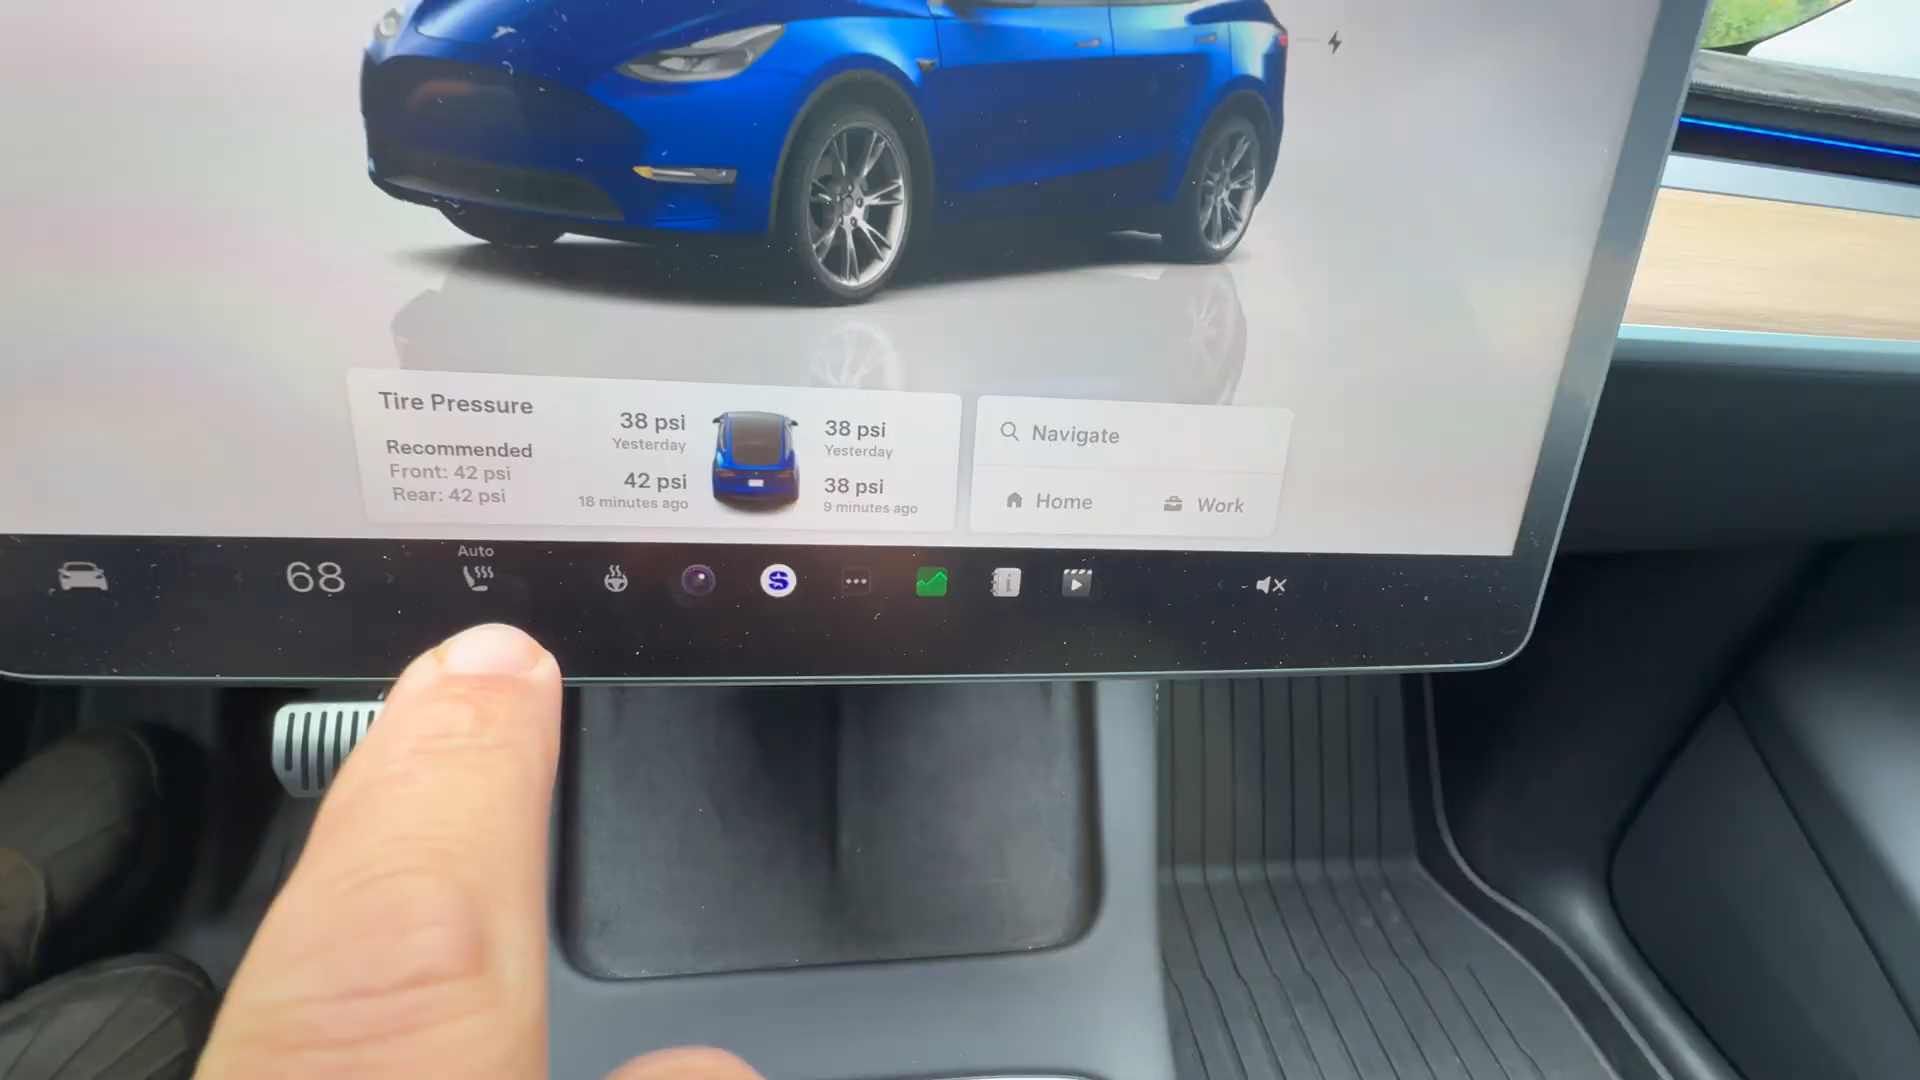 Tire Pressure
Recommended
Front: 42 psi
Rear: 42 psi
38 psi
Yesterday
42 psi
18 minutes ago
38 psi
Yesterday
38 psi
9 minutes ago
Navigate
Home
Work
68
Auto